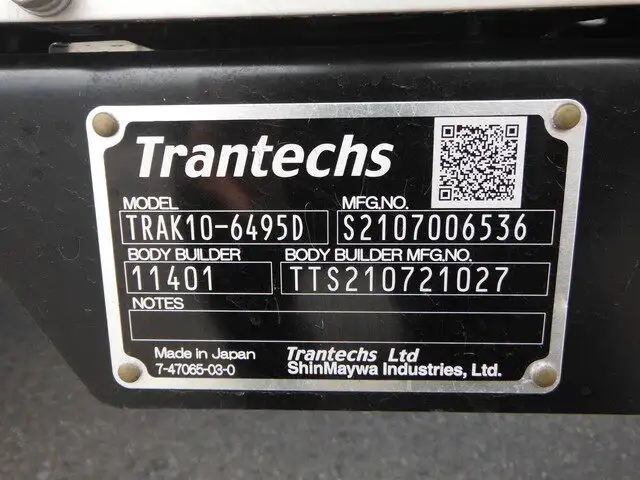 Trantechs
MODEL MFG.NO.
TRAK10-6495D S2107006536
BODY BUILDER BODY BUILDER MFG.NO.
11401 TTS210721027
NOTES
Made in Japan Trantechs Ltd
7-47065-03-0 ShinMaywa Industries, Ltd.